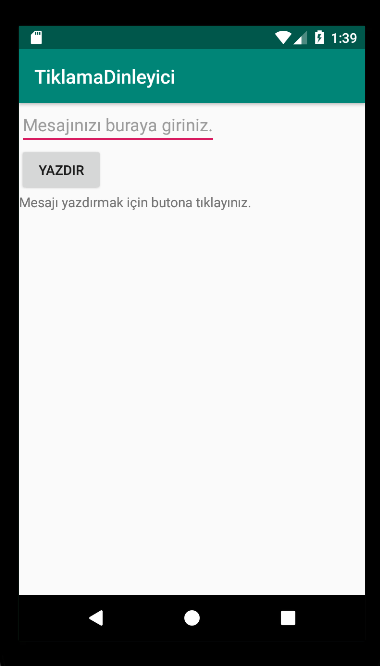 1:39
TiklamaDinleyici
Mesajınızı buraya giriniz.
YAZDIR
Mesajı yazdırmak için butona tıklayınız.